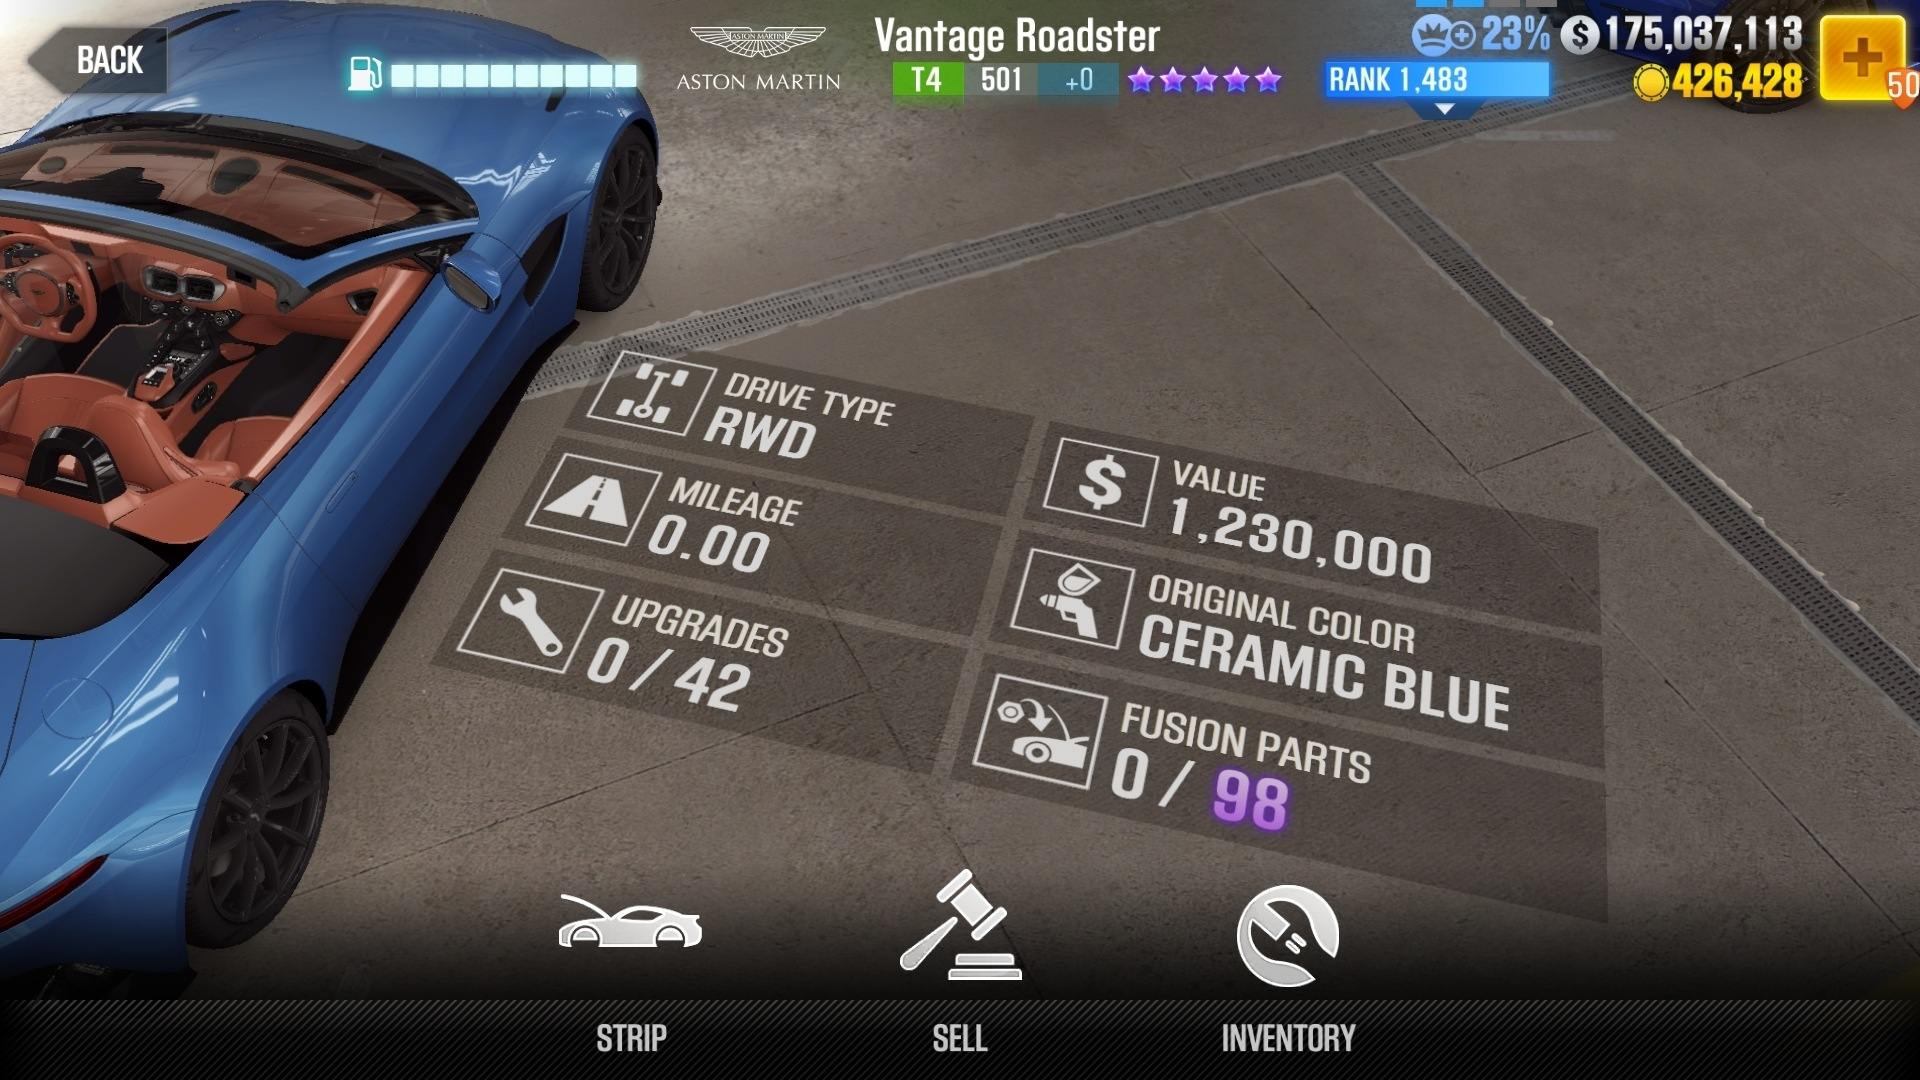 BACK
ASTON MARTIN
ASTON MARTIN
Vantage Roadster
T4 501 +0
23%
RANK 1,483
175,037,113
426,428
50
DRIVE TYPE
RWD
MILEAGE
0.00
UPGRADES
0 / 42
$
VALUE
1,230,000
ORIGINAL COLOR
CERAMIC BLUE
FUSION PARTS
0 / 98
STRIP
SELL
INVENTORY